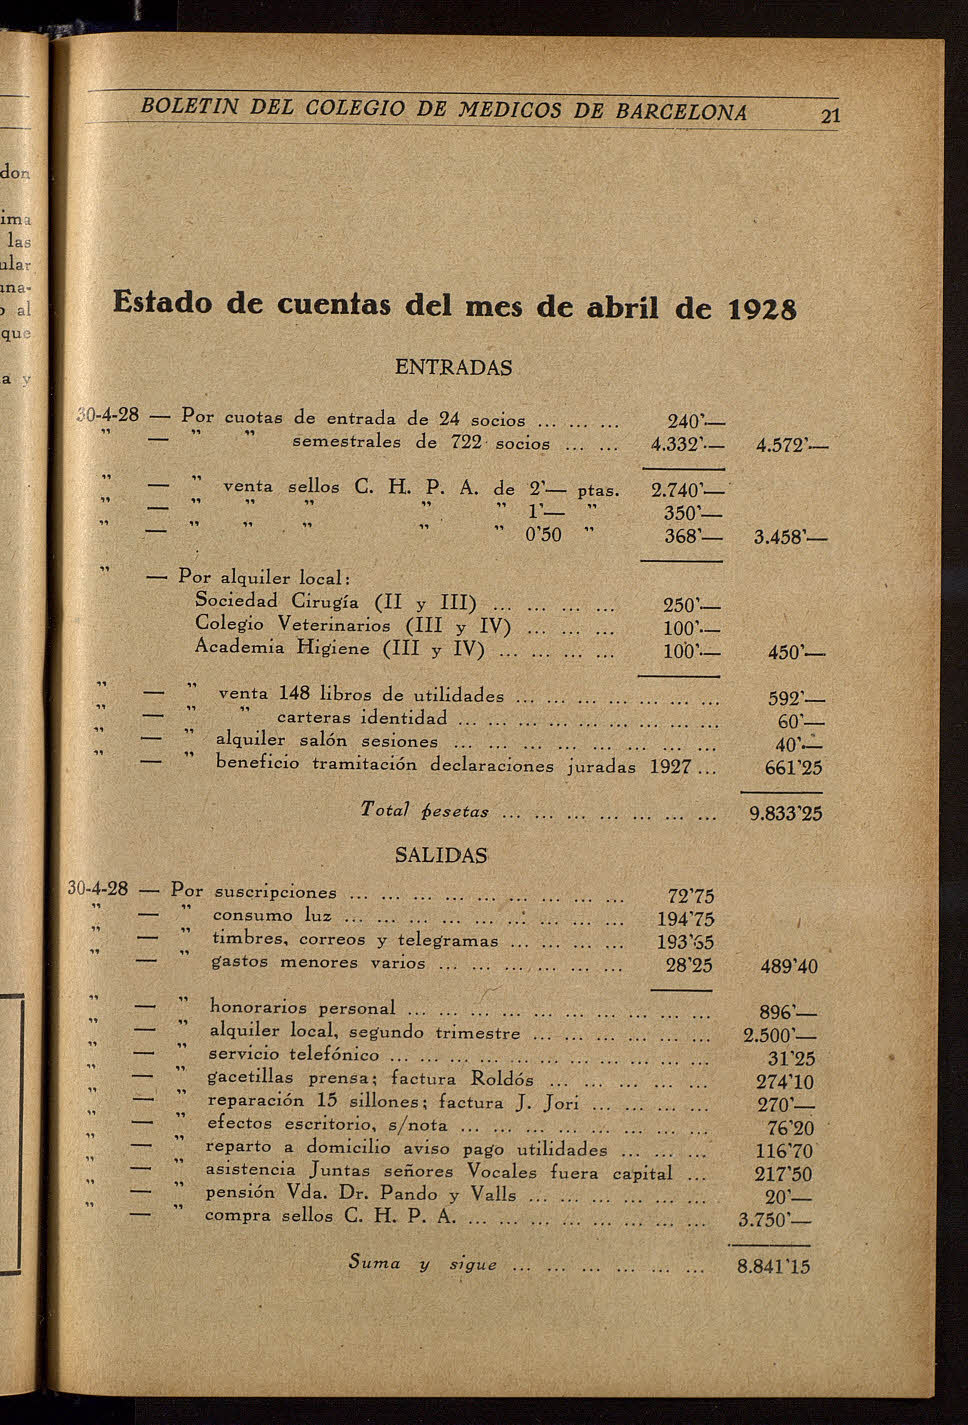 BOLETIN DEL COLEGIO DE MEDICOS DE BARCELONA 21
don
ima
las
ular
una-
o al
que
a y
Estado de cuentas del mes de abril de 1928
ENTRADAS
30-4-28 — Por cuotas de entrada de 24 socios ... ... ... 240'—
" — " " semestrales de 722 socios ... ... 4.332'— 4.572'—
" — " venta sellos C. H. P. A. de 2'— ptas. 2.740'—
" — " " " " " 1'— " 350'—
" — " " " " " 0'50 " 368'— 3.458'—
" — Por alquiler local:
Sociedad Cirugía (II y III) ... ... ... ... 250'—
Colegio Veterinarios (III y IV) ... ... ... 100'—
Academia Higiene (III y IV) ... ... ... ... 100'— 450'—
" — " venta 148 libros de utilidades ... ... ... ... ... ... ... 592'—
" — " " carteras identidad ... ... ... ... ... ... ... ... ... 60'—
" — " alquiler salón sesiones ... ... ... ... ... ... ... ... 40'—
" — " beneficio tramitación declaraciones juradas 1927 ... 661'25
Total pesetas ... ... ... ... ... ... ... 9.833'25
SALIDAS
30-4-28 — Por suscripciones ... ... ... ... ... ... ... ... ... 72'75
" — " consumo luz ... ... ... ... ... ... ... ... ... 194'75
" — " timbres, correos y telegramas ... ... ... ... 193'65
" — " gastos menores varios ... ... ... ... ... ... 28'25 489'40
" — " honorarios personal ... ... ... ... ... ... ... ... ... ... 896'—
" — " alquiler local, segundo trimestre ... ... ... ... ... ... 2.500'—
" — " servicio telefónico ... ... ... ... ... ... ... ... ... ... ... 31'25
" — " gacetillas prensa; factura Roldós ... ... ... ... ... 274'10
" — " reparación 15 sillones; factura J. Jori ... ... ... ... 270'—
" — " efectos escritorio, s/nota ... ... ... ... ... ... ... ... 76'20
" — " reparto a domicilio aviso pago utilidades ... ... ... 116'70
" — " asistencia Juntas señores Vocales fuera capital ... 217'50
" — " pensión Vda. Dr. Pando y Valls ... ... ... ... ... ... 20'—
" — " compra sellos C. H. P. A. ... ... ... ... ... ... ... ... 3.750'—
Suma y sigue ... ... ... ... ... ... 8.841'15